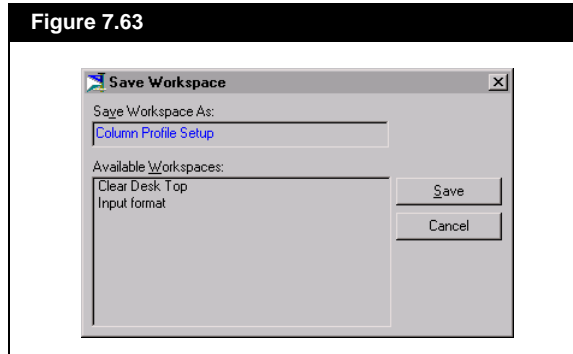 Figure 7.63
Save Workspace
Save Workspace As:
Column Profile Setup
Available Workspaces:
Clear Desk Top
Input format
Save
Cancel